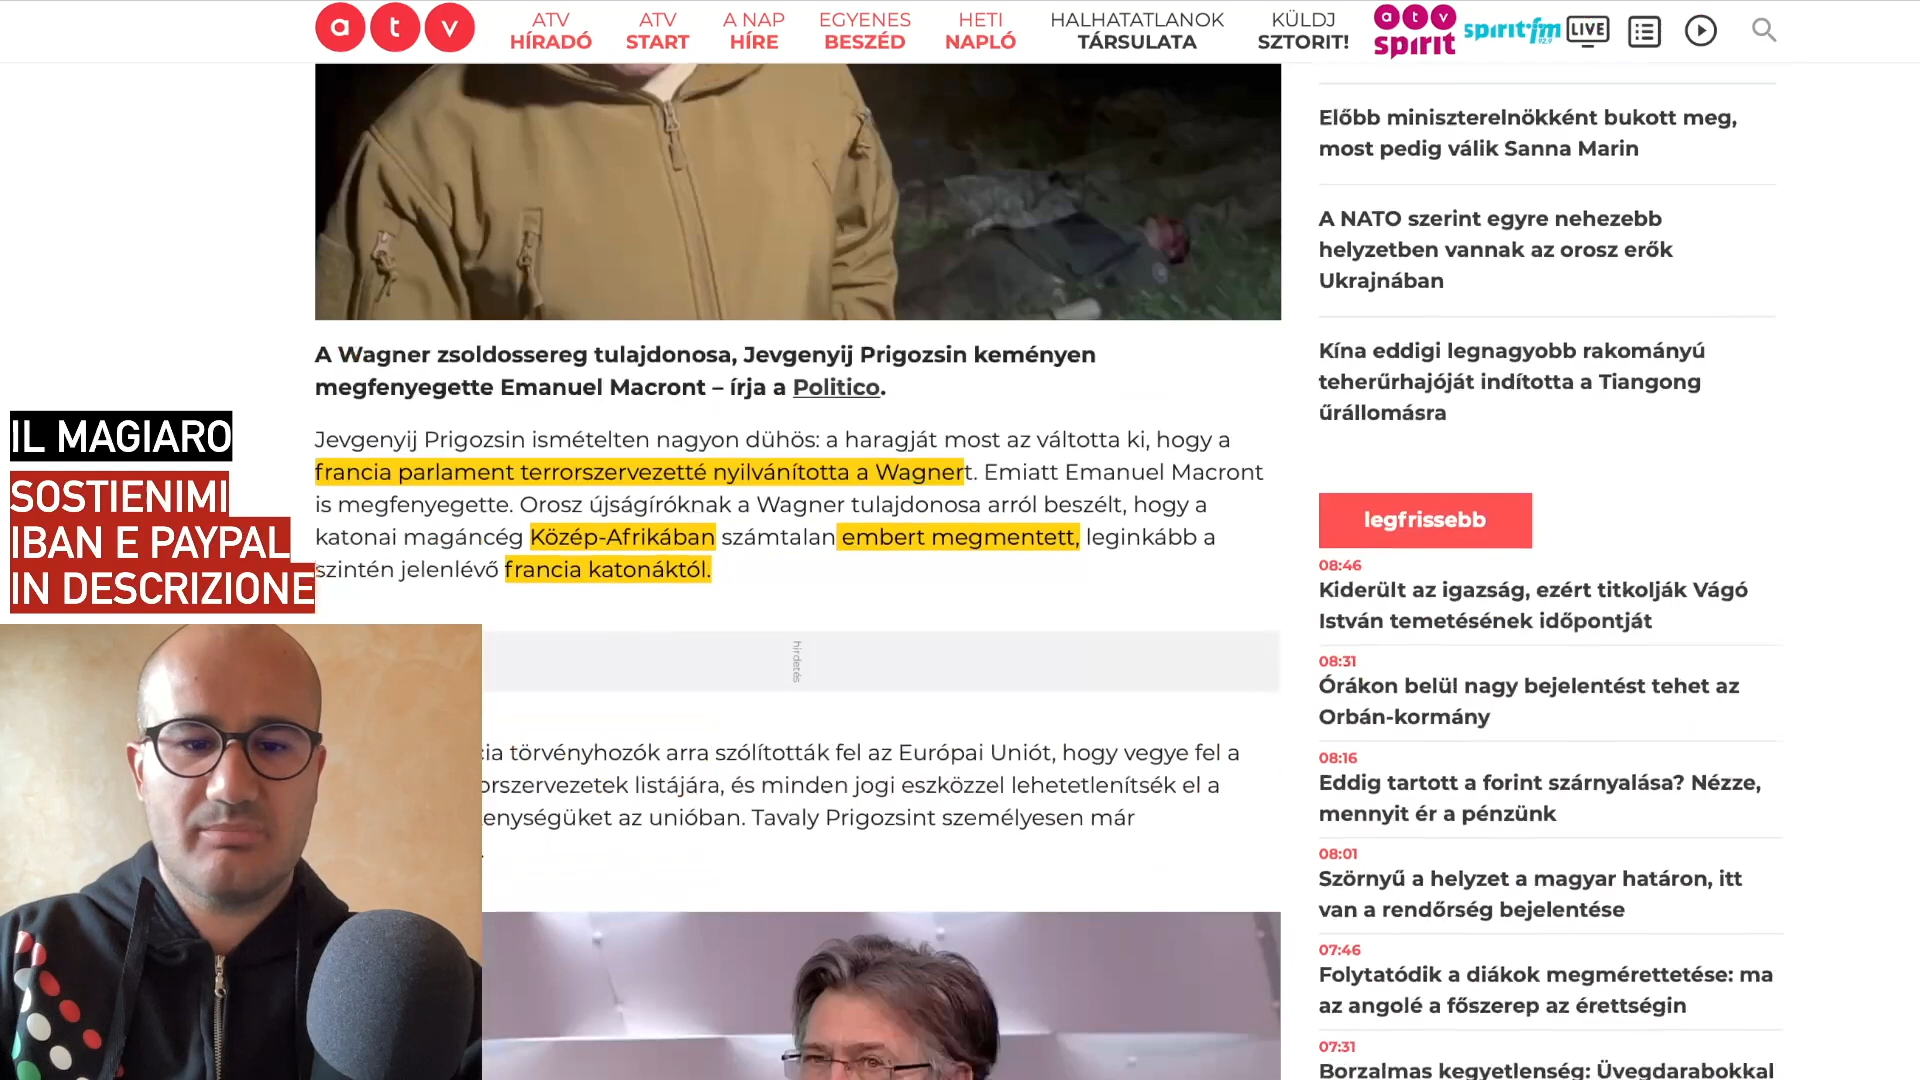 a t v
ATV HÍRADÓ
ATV START
A NAP HÍRE
EGYENES BESZÉD
HETI NAPLÓ
HALHATATLANOK TÁRSULATA
KÜLDJ SZTORIT!
atv spirit
spirit·fm 92.9
LIVE
A Wagner zsoldossereg tulajdonosa, Jevgenyij Prigozsin keményen
megfenyegette Emanuel Macront – írja a Politico.
Jevgenyij Prigozsin ismételten nagyon dühös: a haragját most az váltotta ki, hogy a
francia parlament terrorszervezetté nyilvánította a Wagnert. Emiatt Emanuel Macront
is megfenyegette. Orosz újságíróknak a Wagner tulajdonosa arról beszélt, hogy a
katonai magáncég Közép-Afrikában számtalan embert megmentett, leginkább a
szintén jelenlévő francia katonáktól.
hirdetés
cia törvényhozók arra szólították fel az Európai Uniót, hogy vegye fel a
orszervezetek listájára, és minden jogi eszközzel lehetetlenítsék el a
enységüket az unióban. Tavaly Prigozsint személyesen már
.
IL MAGIARO
SOSTIENIMI
IBAN E PAYPAL
IN DESCRIZIONE
Előbb miniszterelnökként bukott meg,
most pedig válik Sanna Marin
A NATO szerint egyre nehezebb
helyzetben vannak az orosz erők
Ukrajnában
Kína eddigi legnagyobb rakományú
teherűrhajóját indította a Tiangong
űrállomásra
legfrissebb
08:46
Kiderült az igazság, ezért titkolják Vágó
István temetésének időpontját
08:31
Órákon belül nagy bejelentést tehet az
Orbán-kormány
08:16
Eddig tartott a forint szárnyalása? Nézze,
mennyit ér a pénzünk
08:01
Szörnyű a helyzet a magyar határon, itt
van a rendőrség bejelentése
07:46
Folytatódik a diákok megmérettetése: ma
az angolé a főszerep az érettségin
07:31
Borzalmas kegyetlenség: Üvegdarabokkal